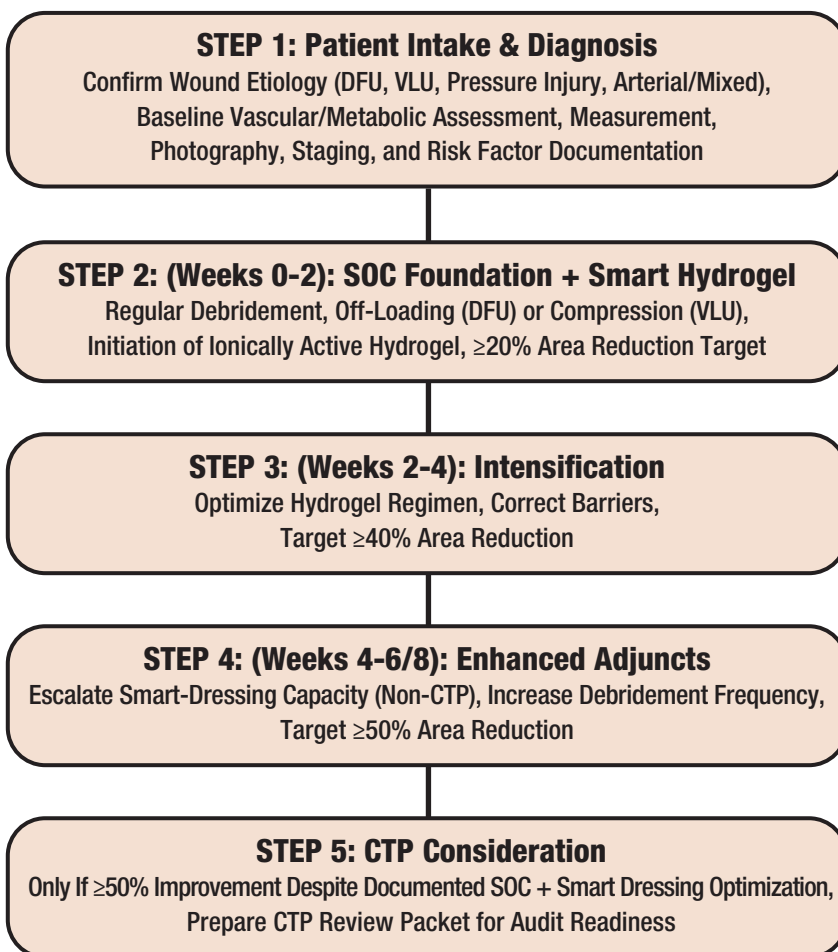 STEP 1: Patient Intake & Diagnosis
Confirm Wound Etiology (DFU, VLU, Pressure Injury, Arterial/Mixed),
Baseline Vascular/Metabolic Assessment, Measurement,
Photography, Staging, and Risk Factor Documentation
STEP 2: (Weeks 0-2): SOC Foundation + Smart Hydrogel
Regular Debridement, Off-Loading (DFU) or Compression (VLU),
Initiation of Ionically Active Hydrogel, ≥20% Area Reduction Target
STEP 3: (Weeks 2-4): Intensification
Optimize Hydrogel Regimen, Correct Barriers,
Target ≥40% Area Reduction
STEP 4: (Weeks 4-6/8): Enhanced Adjuncts
Escalate Smart-Dressing Capacity (Non-CTP), Increase Debridement Frequency,
Target ≥50% Area Reduction
STEP 5: CTP Consideration
Only If ≥50% Improvement Despite Documented SOC + Smart Dressing Optimization,
Prepare CTP Review Packet for Audit Readiness